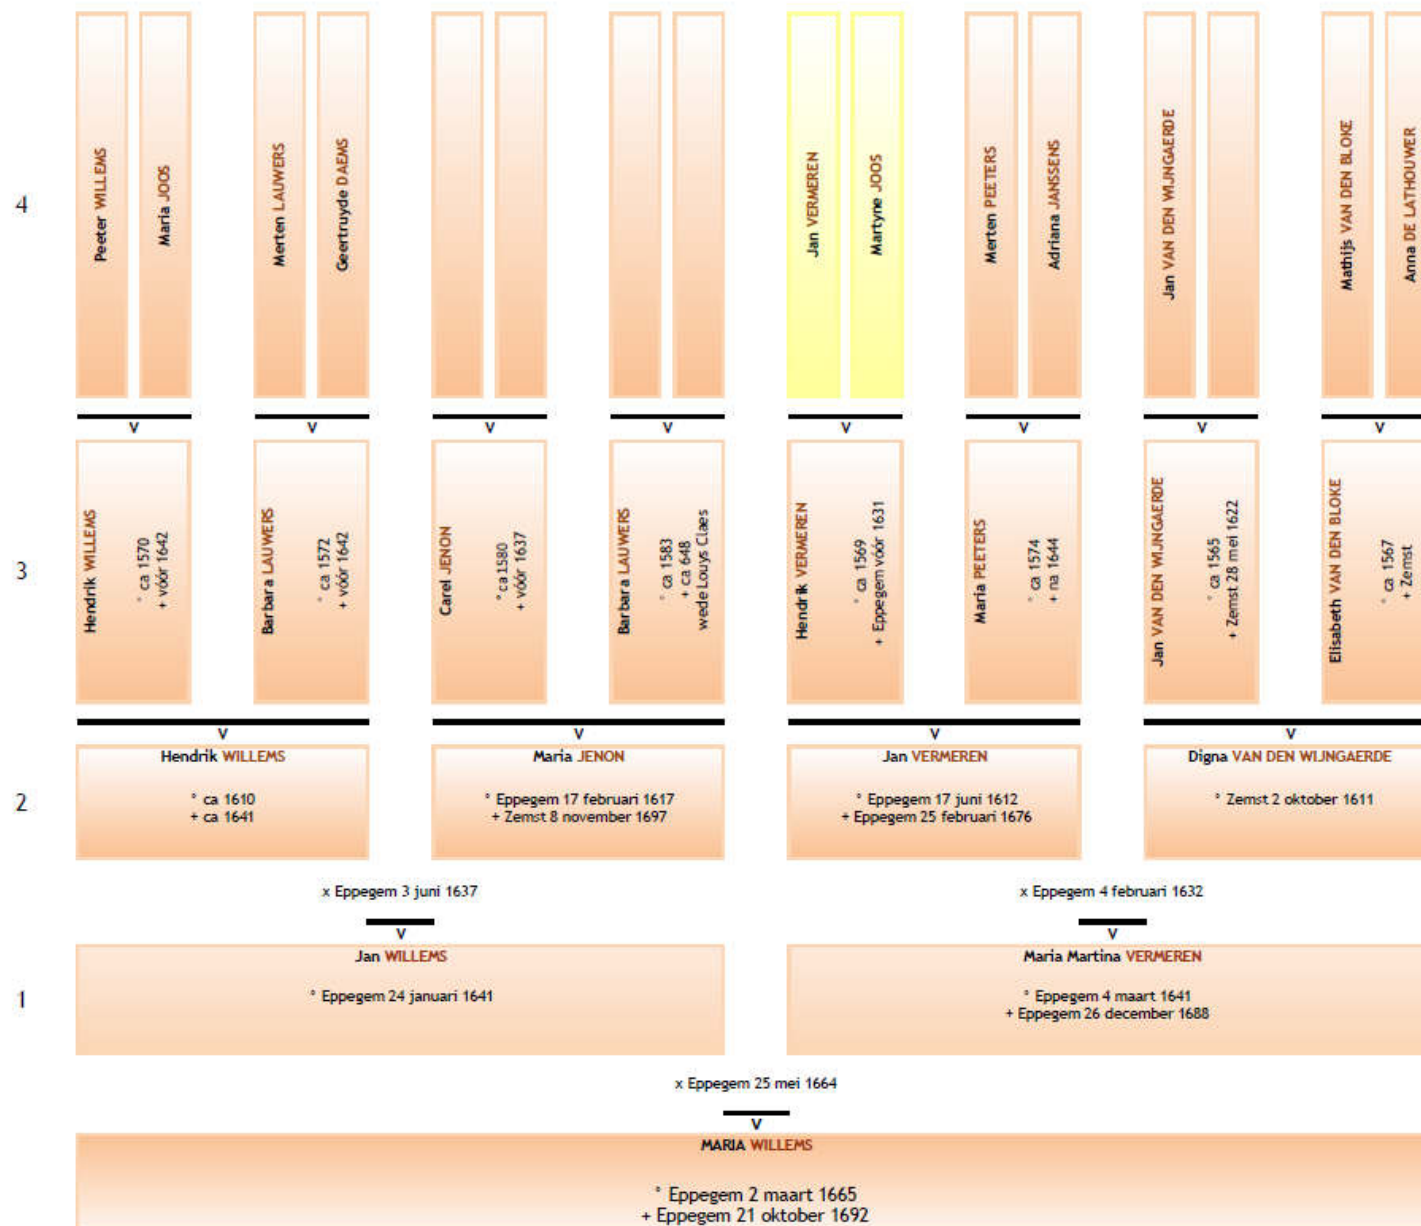 4
Peeter WILLEMS
Maria JOOS
Merten LAUWERS
Geertruyde DAEMS
Jan VERMEREN
Martyne JOOS
Merten PEETERS
Adriana JANSSENS
Jan VAN DEN WIJNGAERDE
Mathijs VAN DEN BLOKE
Anna DE LATHOUWER
V V V V V V V V
3
Hendrik WILLEMS
° ca 1570
+ vóór 1642
Barbara LAUWERS
° ca 1572
+ vóór 1642
Carel JENON
° ca 1580
+ vóór 1637
Barbara LAUWERS
° ca 1583
+ ca 648
wede Louys Claes
Hendrik VERMEREN
° ca 1569
+ Eppegem vóór 1631
Maria PEETERS
° ca 1574
+ na 1644
Jan VAN DEN WIJNGAERDE
° ca 1565
+ Zemst 28 mei 1622
Elisabeth VAN DEN BLOKE
° ca 1567
+ Zemst
V V V V
2
Hendrik WILLEMS
° ca 1610
+ ca 1641
Maria JENON
° Eppegem 17 februari 1617
+ Zemst 8 november 1697
Jan VERMEREN
° Eppegem 17 juni 1612
+ Eppegem 25 februari 1676
Digna VAN DEN WIJNGAERDE
° Zemst 2 oktober 1611
x Eppegem 3 juni 1637
x Eppegem 4 februari 1632
V V
1
Jan WILLEMS
° Eppegem 24 januari 1641
Maria Martina VERMEREN
° Eppegem 4 maart 1641
+ Eppegem 26 december 1688
x Eppegem 25 mei 1664
V
MARIA WILLEMS
° Eppegem 2 maart 1665
+ Eppegem 21 oktober 1692